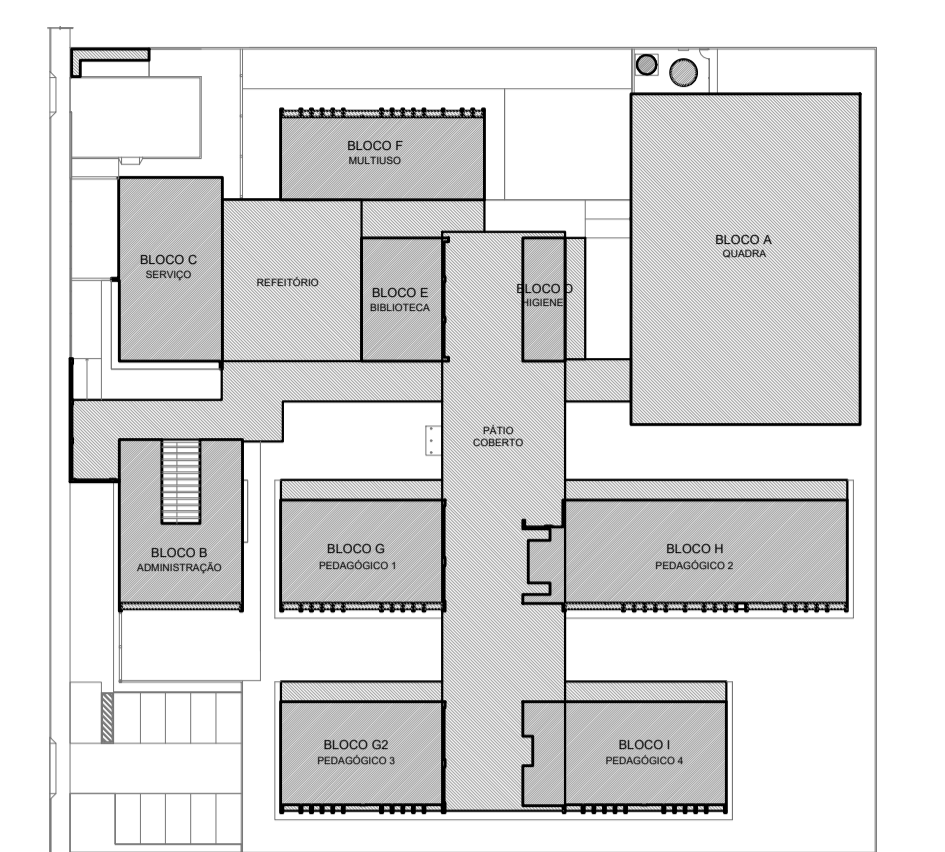 BLOCO F
MULTIUSO
BLOCO A
QUADRA
BLOCO C
SERVIÇO
REFEITÓRIO
BLOCO E
BIBLIOTECA
BLOCO D
HIGIENE
PÁTIO
COBERTO
BLOCO B
ADMINISTRAÇÃO
BLOCO G
PEDAGÓGICO 1
BLOCO H
PEDAGÓGICO 2
BLOCO G2
PEDAGÓGICO 3
BLOCO I
PEDAGÓGICO 4